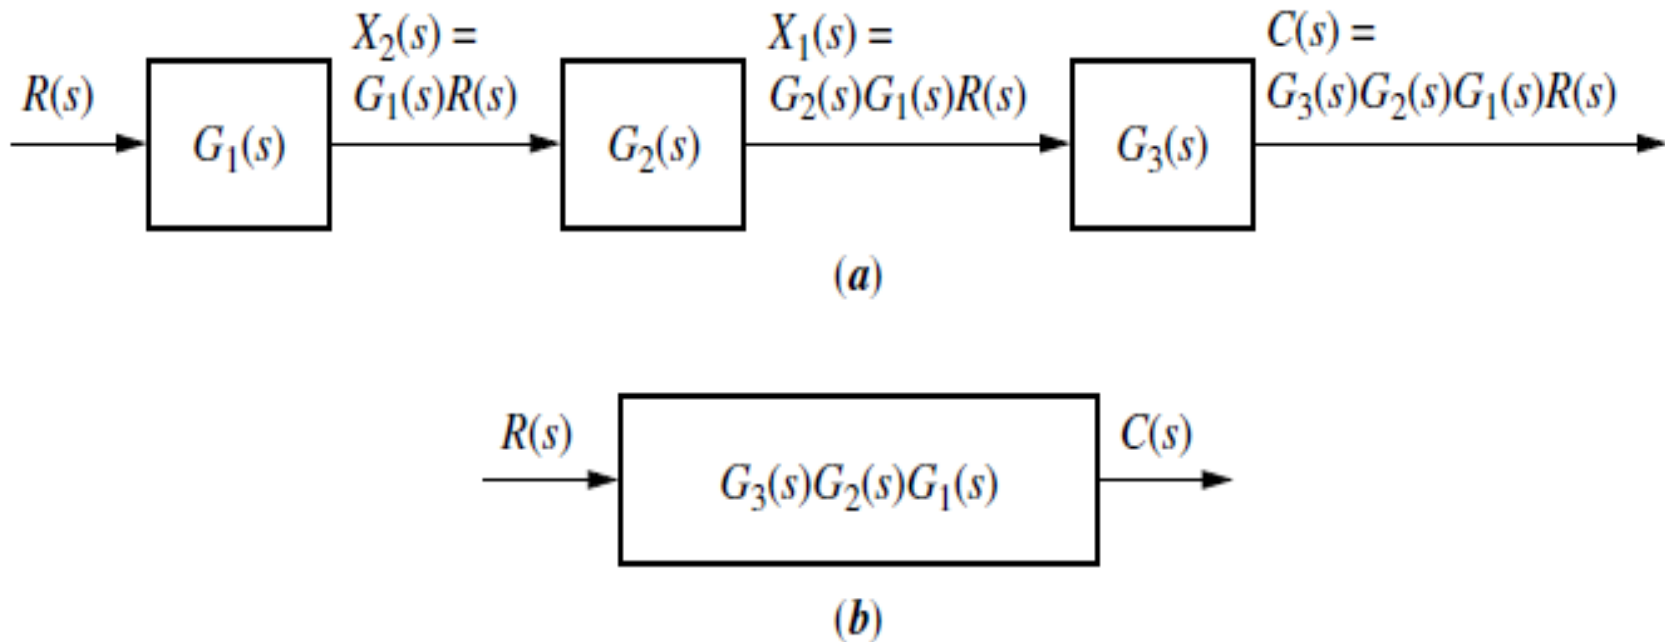 R(s)
G₁(s)
X₂(s) =
G₁(s)R(s)
G₂(s)
X₁(s) =
G₂(s)G₁(s)R(s)
G₃(s)
C(s) =
G₃(s)G₂(s)G₁(s)R(s)
(a)
R(s)
G₃(s)G₂(s)G₁(s)
C(s)
(b)